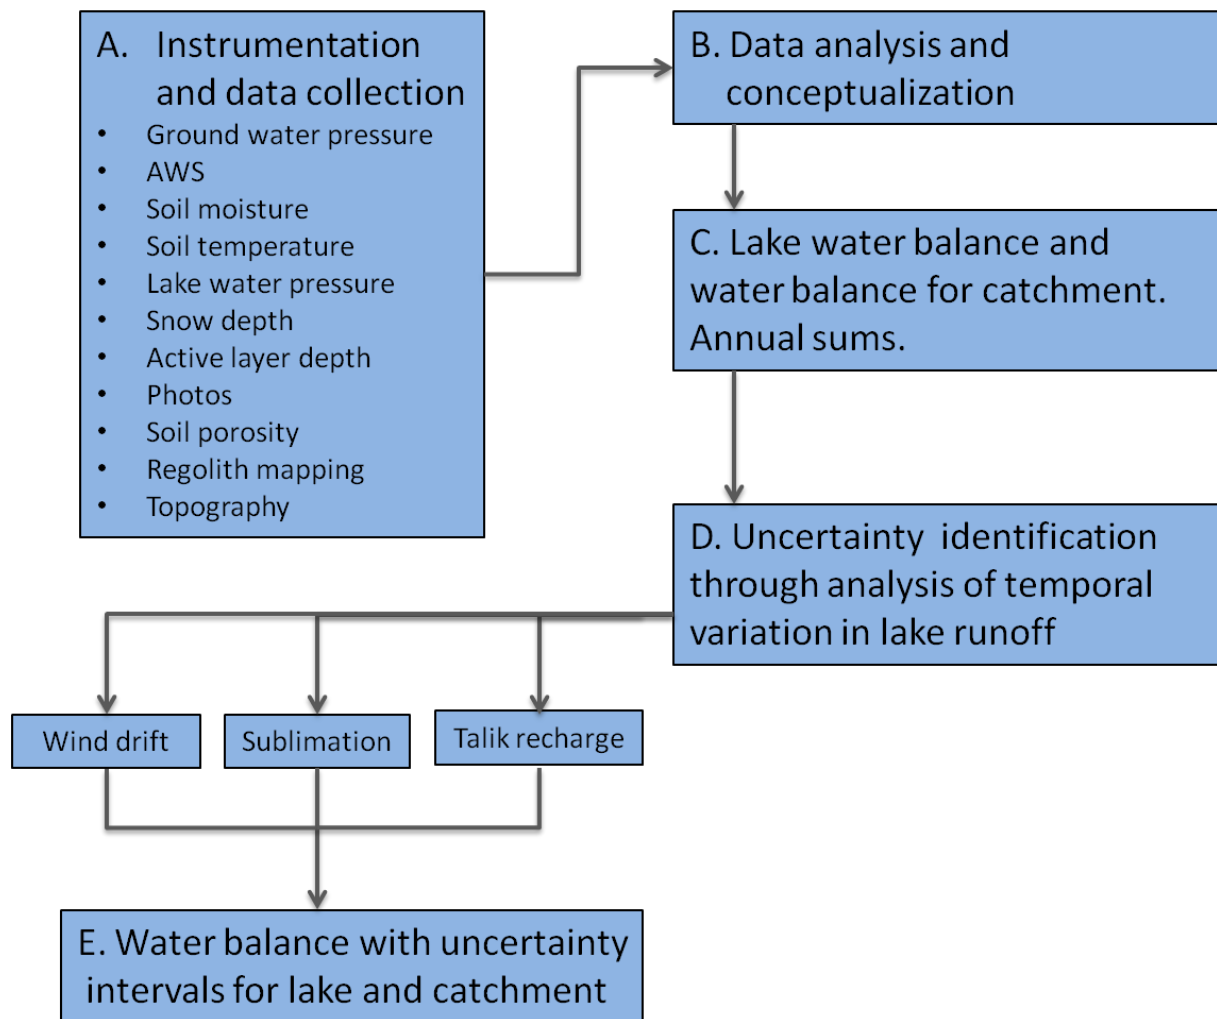 A. Instrumentation
and data collection
• Ground water pressure
• AWS
• Soil moisture
• Soil temperature
• Lake water pressure
• Snow depth
• Active layer depth
• Photos
• Soil porosity
• Regolith mapping
• Topography
B. Data analysis and
conceptualization
C. Lake water balance and
water balance for catchment.
Annual sums.
D. Uncertainty identification
through analysis of temporal
variation in lake runoff
Wind drift
Sublimation
Talik recharge
E. Water balance with uncertainty
intervals for lake and catchment